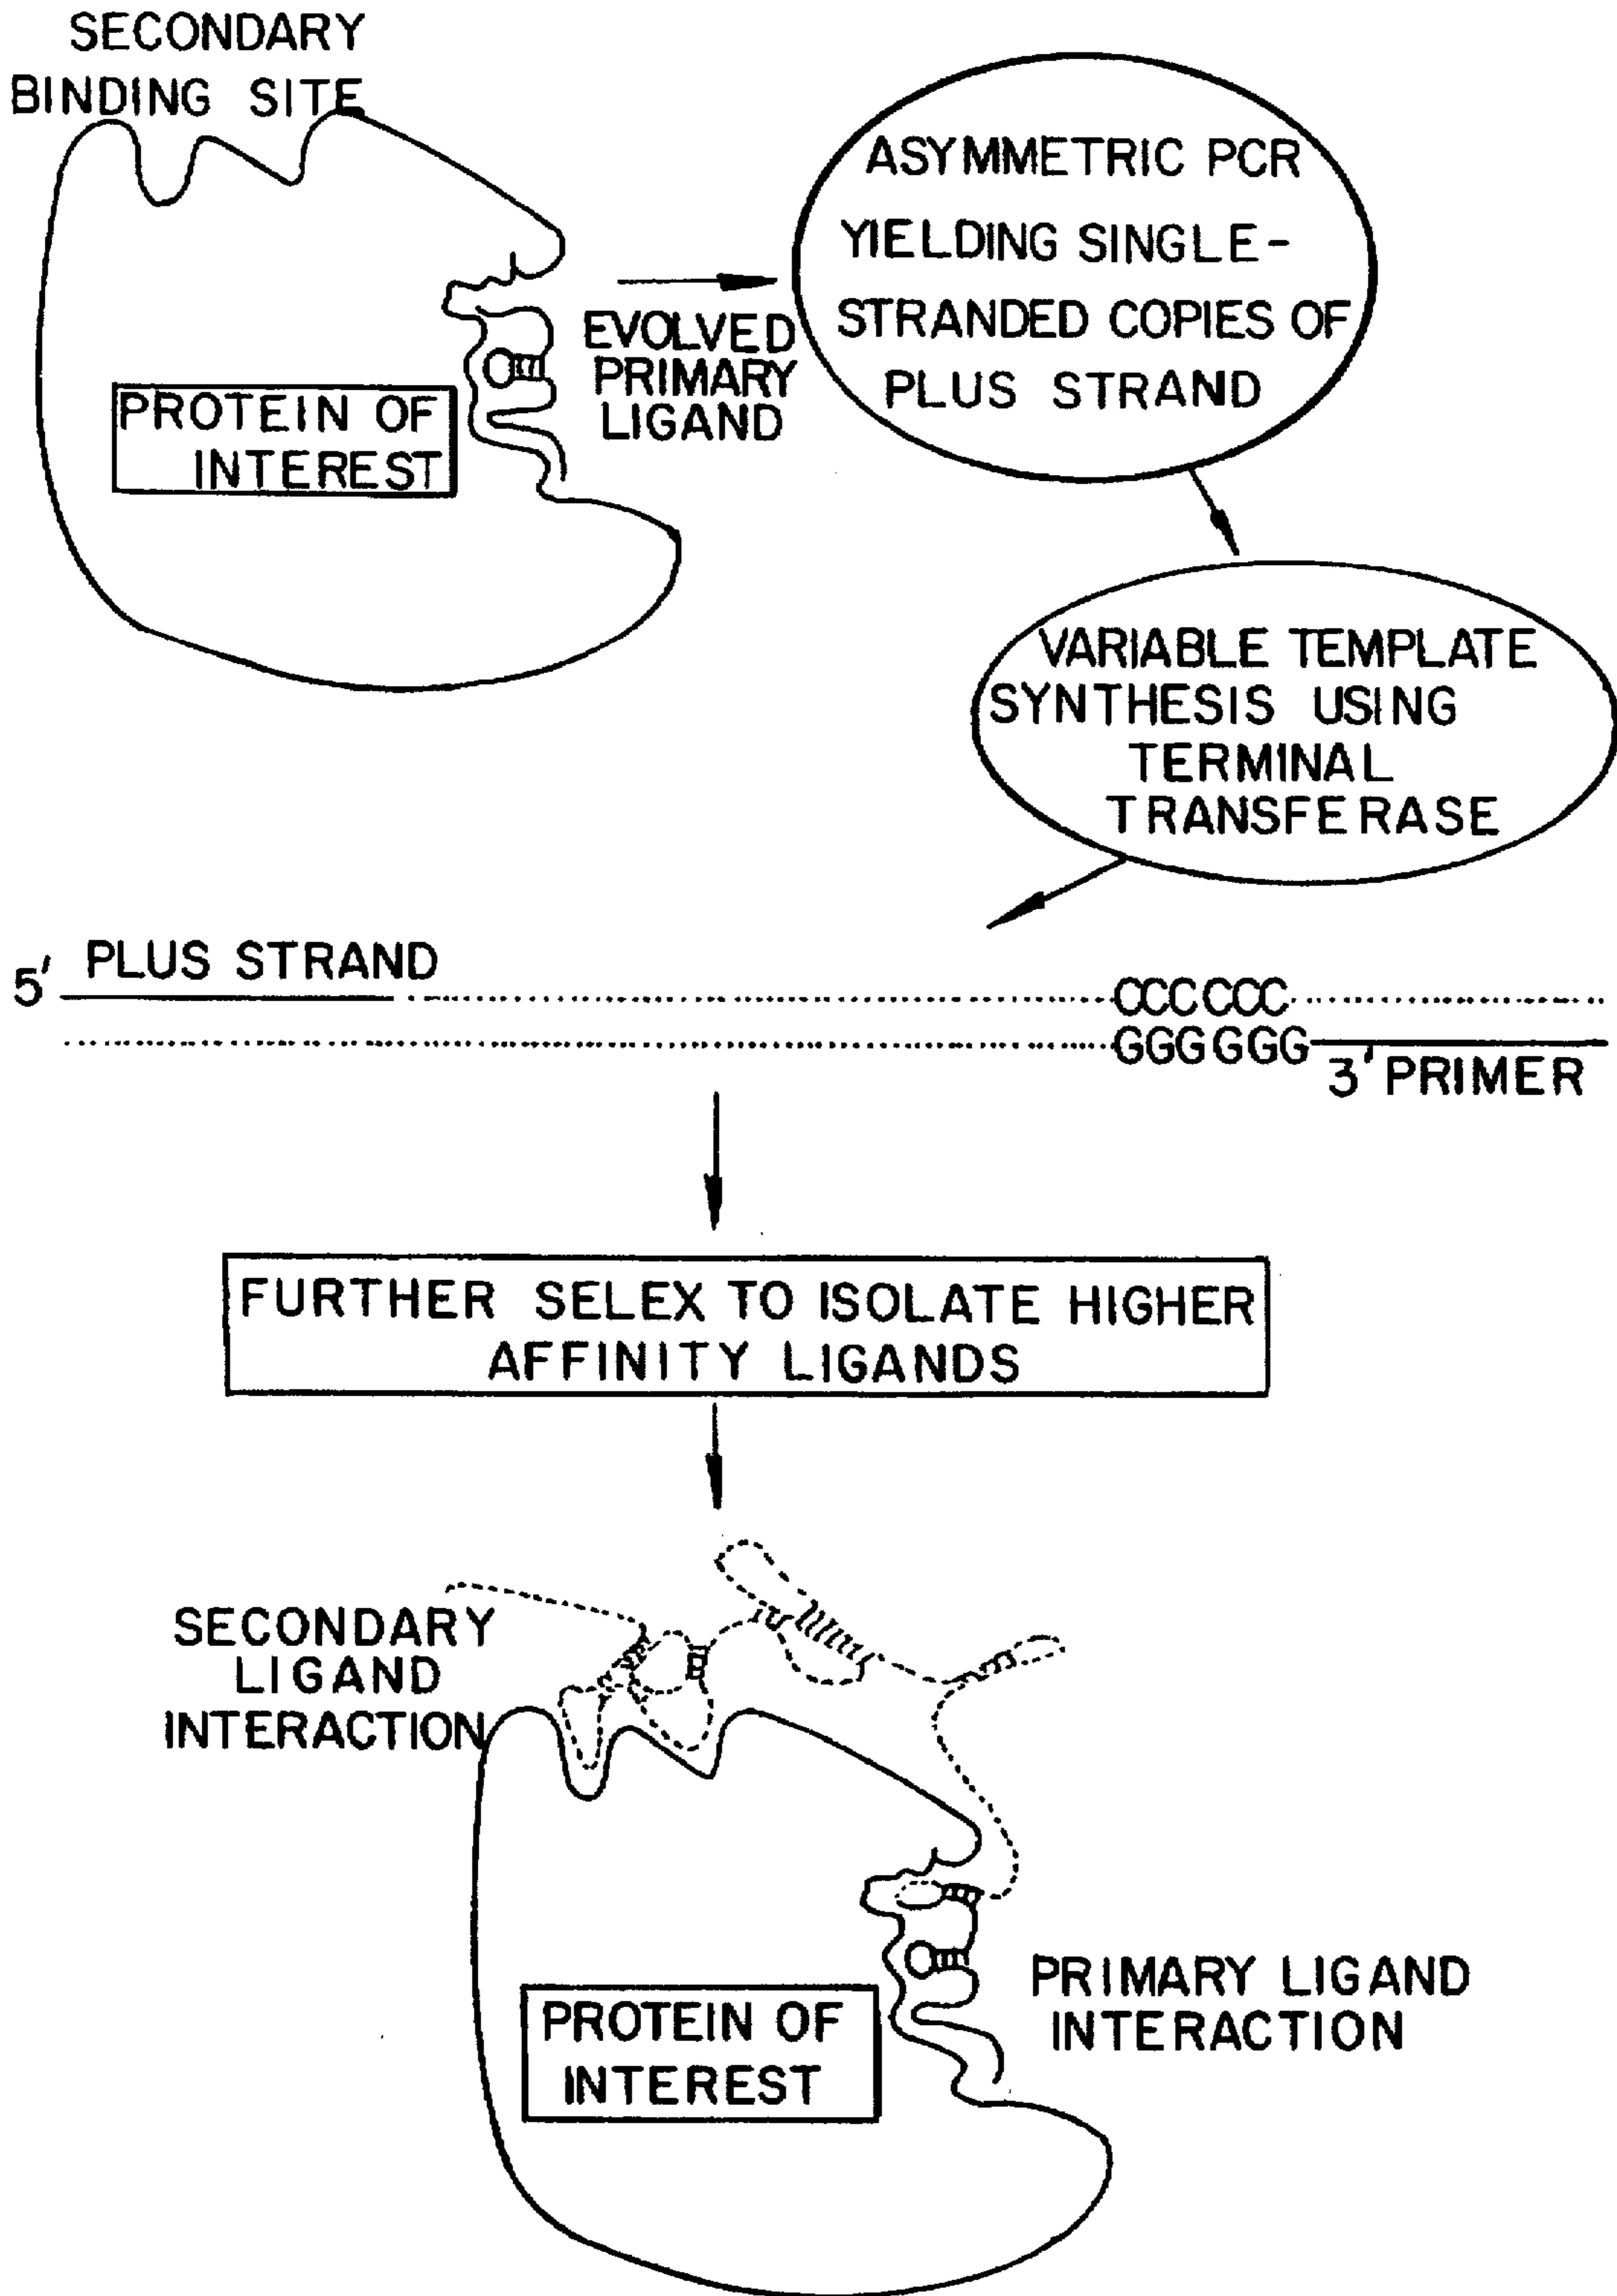 SECONDARY
BINDING SITE
ASYMMETRIC PCR
YIELDING SINGLE-
STRANDED COPIES OF
PLUS STRAND
EVOLVED
PRIMARY
LIGAND
PROTEIN OF
INTEREST
VARIABLE TEMPLATE
SYNTHESIS USING
TERMINAL
TRANSFERASE
5' PLUS STRAND
CCCCCC
GGGGGG
3' PRIMER
FURTHER SELEX TO ISOLATE HIGHER
AFFINITY LIGANDS
SECONDARY
LIGAND
INTERACTION
PROTEIN OF
INTEREST
PRIMARY LIGAND
INTERACTION